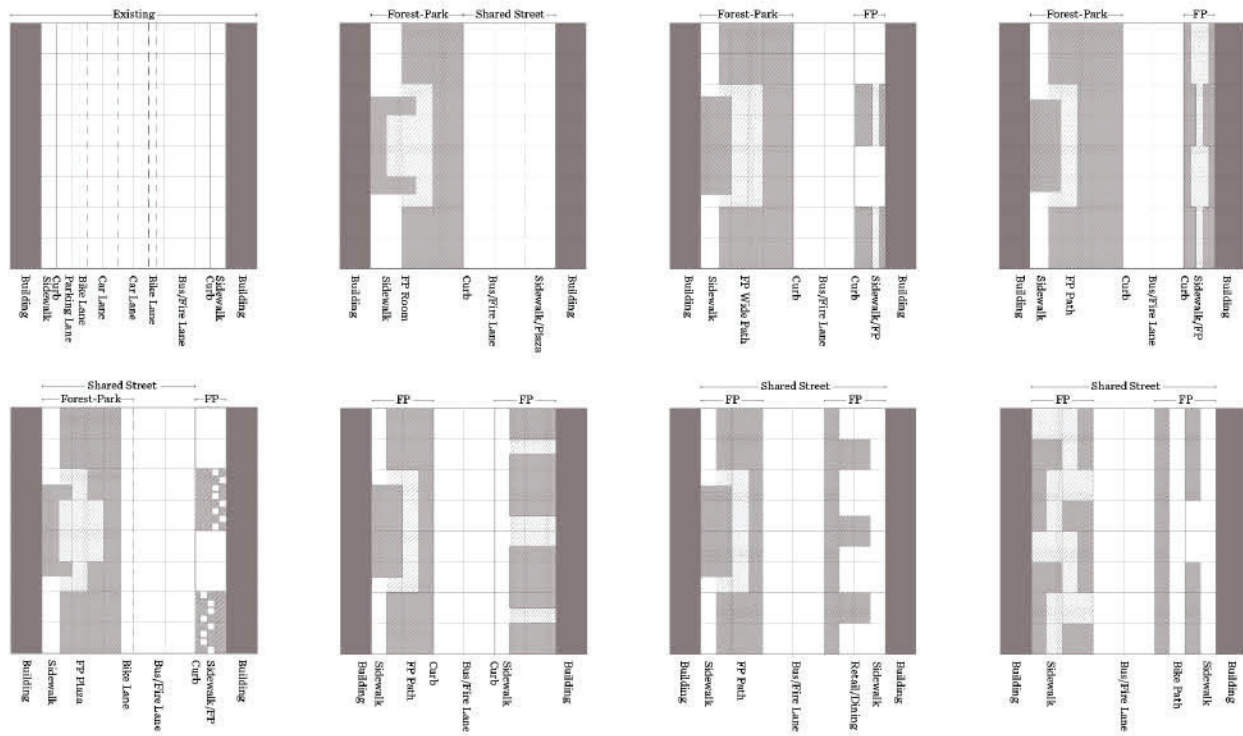 Existing
Forest-Park
Shared Street
Forest-Park
FP
Forest-Park
FP
Building
Sidewalk
Curb
Parking Lane
Bike Lane
Car Lane
Car Lane
Bike Lane
Bus/Fire Lane
Curb
Sidewalk
Building
Building
Sidewalk
FP Room
Curb
Bus/Fire Lane
Sidewalk/Plaza
Building
Building
Sidewalk
FP Wide Path
Curb
Bus/Fire Lane
Curb
Sidewalk/FP
Building
Building
Sidewalk
FP Path
Curb
Bus/Fire Lane
Curb
Sidewalk/FP
Building
Shared Street
Forest-Park
FP
FP
FP
Shared Street
FP
FP
Shared Street
FP
FP
Building
Sidewalk
FP Plaza
Bike Lane
Bus/Fire Lane
Curb
Sidewalk/FP
Building
Building
Sidewalk
FP Path
Curb
Bus/Fire Lane
Curb
Sidewalk
Building
Building
Sidewalk
FP Path
Bus/Fire Lane
Retail/Dining
Sidewalk
Building
Building
Sidewalk
Bus/Fire Lane
Bike Path
Sidewalk
Building